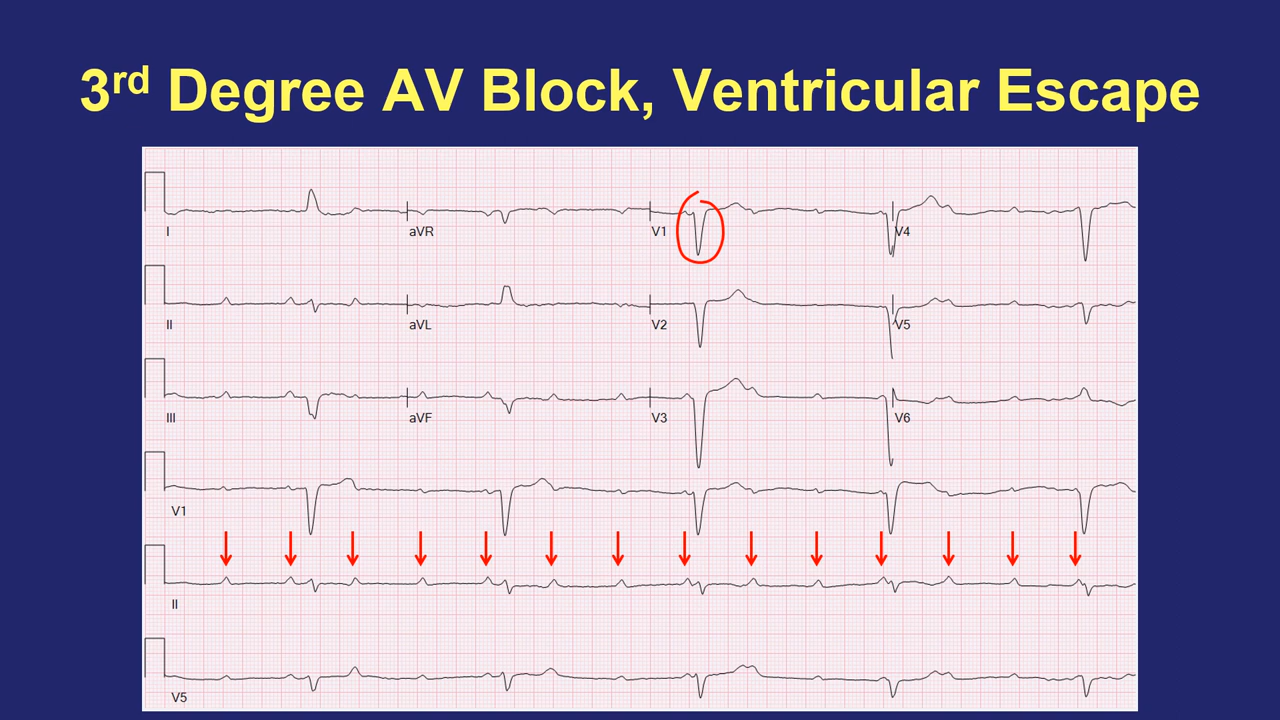 3rd Degree AV Block, Ventricular Escape
I aVR V1 V4
II aVL V2 V5
III aVF V3 V6
V1
II
V5